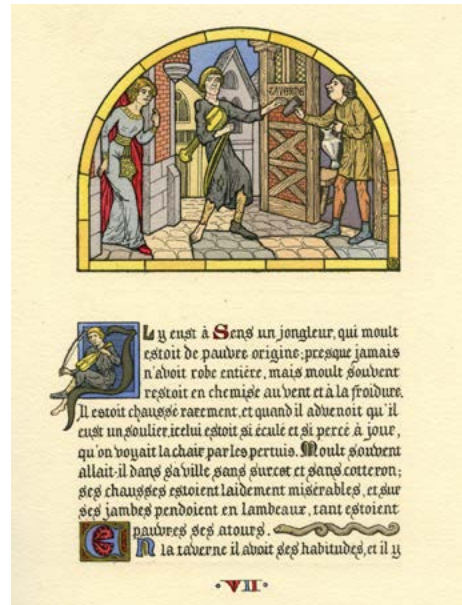 TAVERNE
IL y eust à Sens un jongleur, qui moult
estoit de pauvre origine; presque jamais
n'avoit robe entière, mais moult souvent
restoit en chemise au vent et à la froidure.
Il estoit chaussé rarement, et quand il advenoit qu'il
eust un soulier, icelui estoit si éculé et si percé à jour,
qu'on voyait la chair par les pertuis. Moult souvent
allait-il dans sa ville sans surcot et sans cotteron;
ses chausses estoient laidement misérables, et sur
ses jambes pendoient en lambeaux, tant estoient
pauvres ses atours.
En la taverne il avoit ses habitudes, et il y
VII